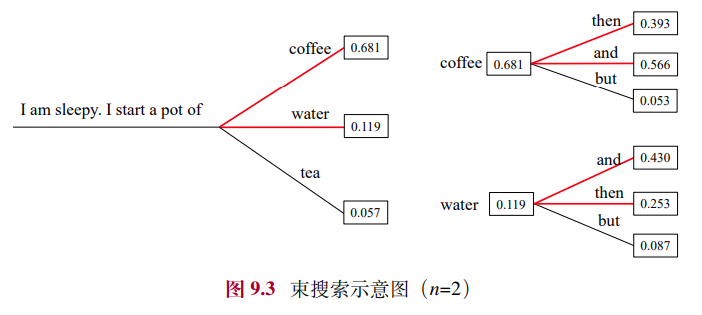 I am sleepy. I start a pot of
coffee 0.681
water 0.119
tea 0.057
coffee 0.681
then 0.393
and 0.566
but 0.053
water 0.119
and 0.430
then 0.253
but 0.087
图 9.3 束搜索示意图（n=2）